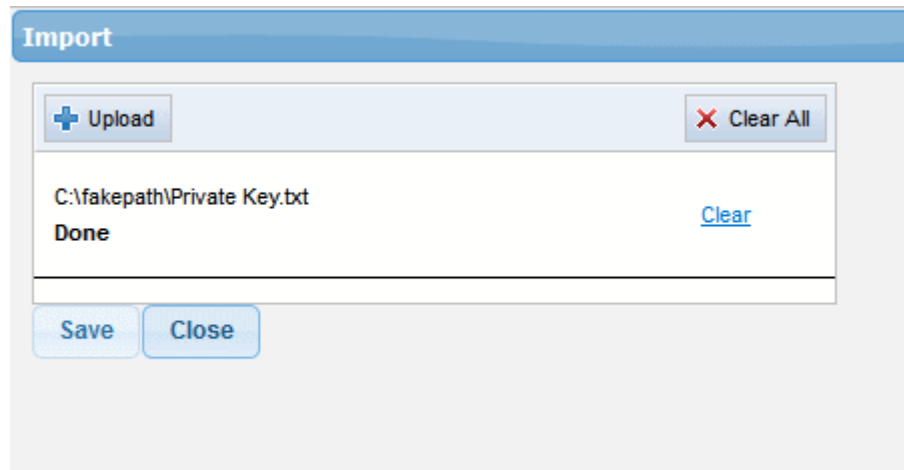 Import
Upload
Clear All
C:\fakepath\Private Key.txt
Clear
Done
Save
Close